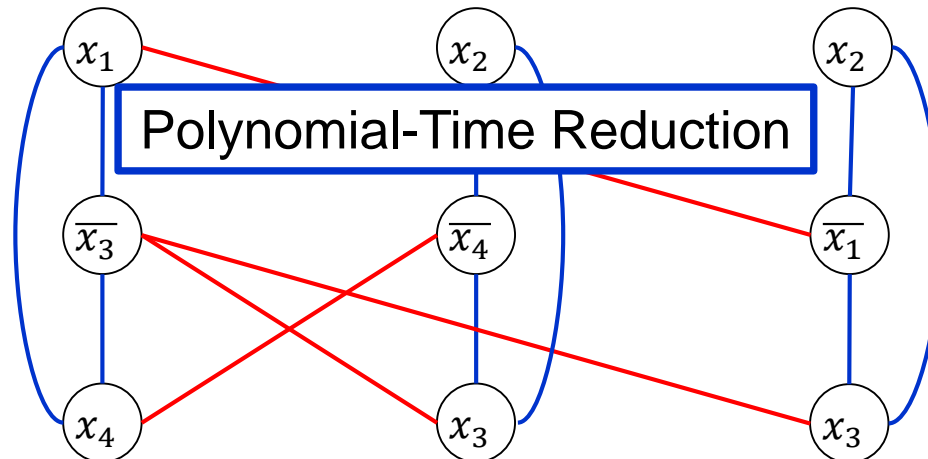 x₁ x₂ x₂
Polynomial-Time Reduction
x̅₃ x̅₄ x̅₁
x₄ x₃ x₃